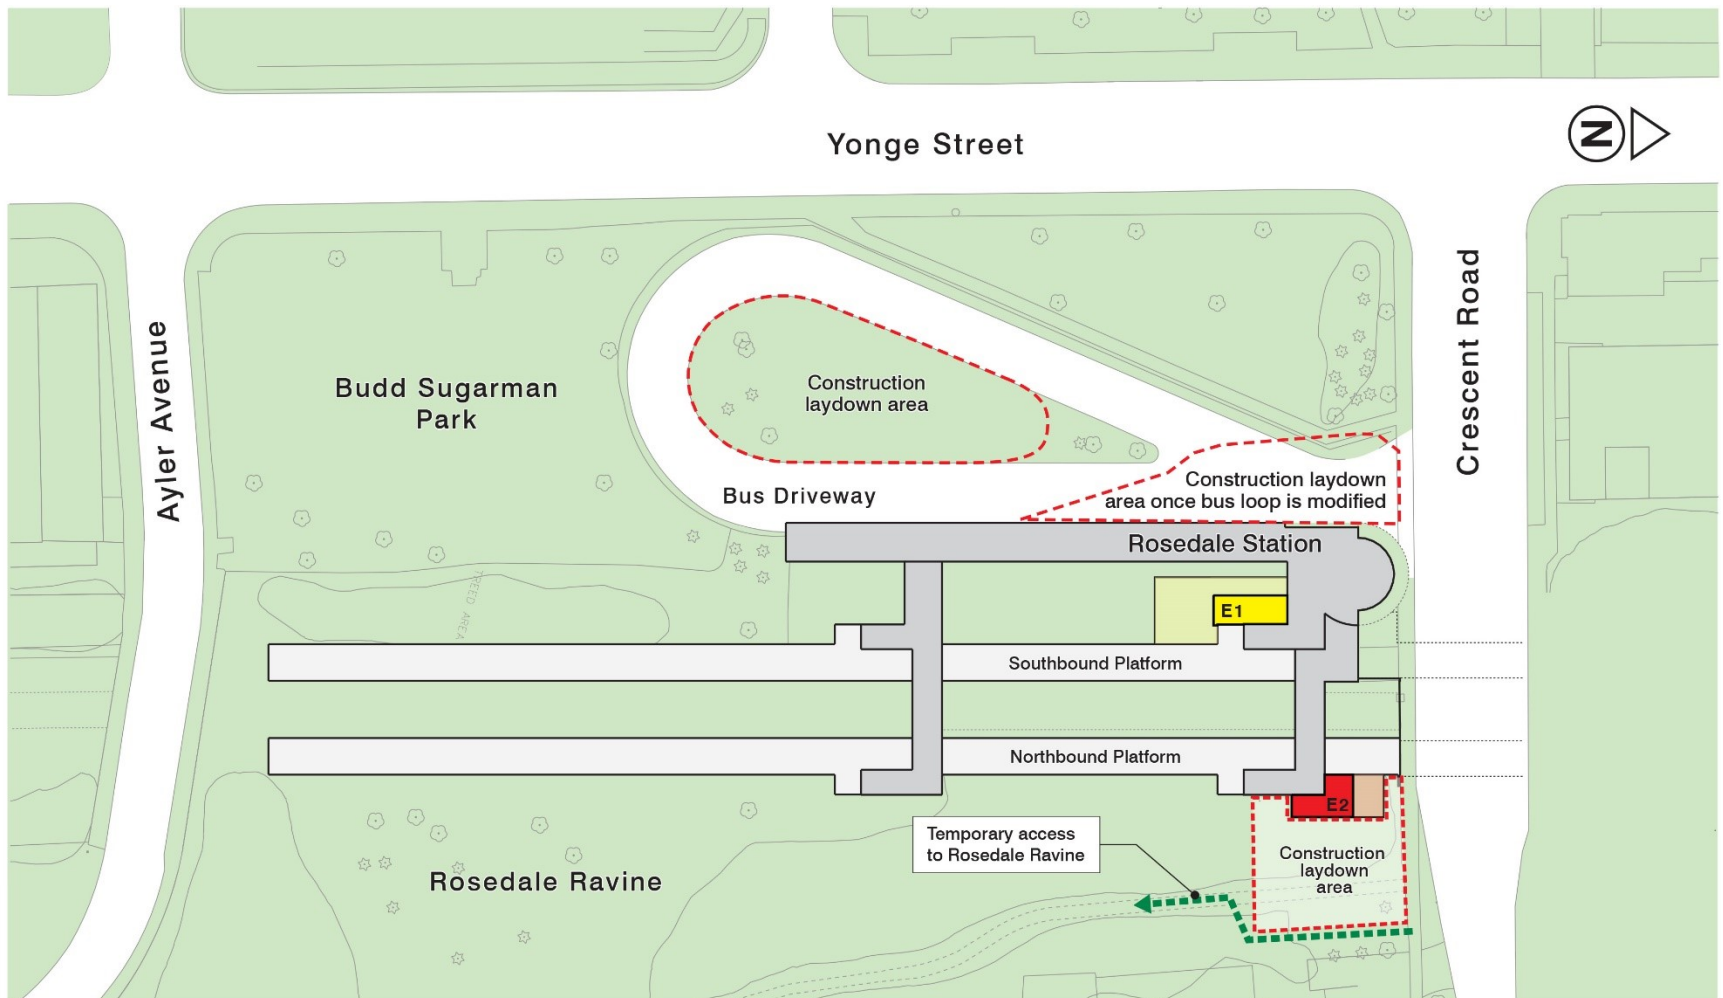 Yonge Street
N
Ayler Avenue
Crescent Road
Budd Sugarman
Park
Construction
laydown area
Bus Driveway
Construction laydown
area once bus loop is modified
Rosedale Station
TREED AREA
E1
Southbound Platform
Northbound Platform
E2
Temporary access
to Rosedale Ravine
Construction
laydown
area
Rosedale Ravine